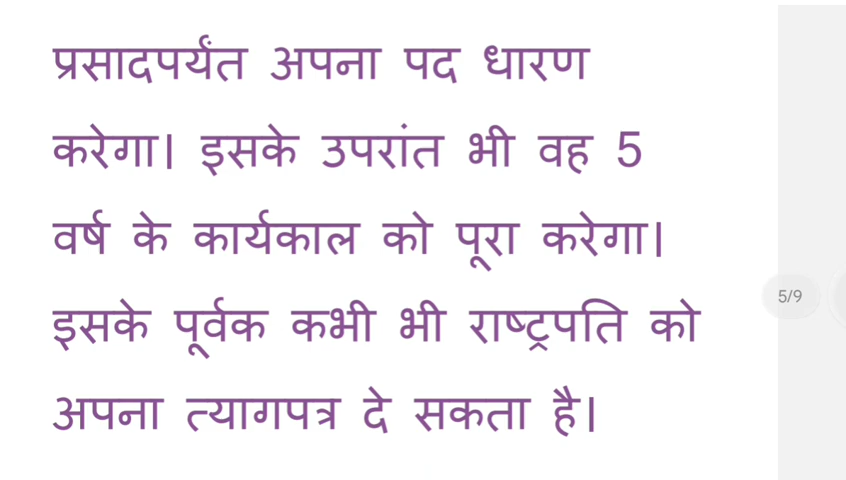 प्रसादपर्यंत अपना पद धारण
करेगा। इसके उपरांत भी वह 5
वर्ष के कार्यकाल को पूरा करेगा।
इसके पूर्वक कभी भी राष्ट्रपति को
अपना त्यागपत्र दे सकता है।
5/9